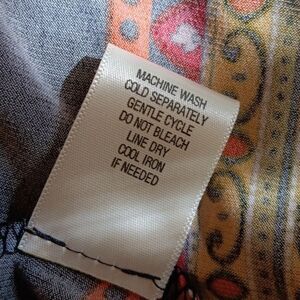 MACHINE WASH
COLD SEPARATELY
GENTLE CYCLE
DO NOT BLEACH
LINE DRY
COOL IRON
IF NEEDED